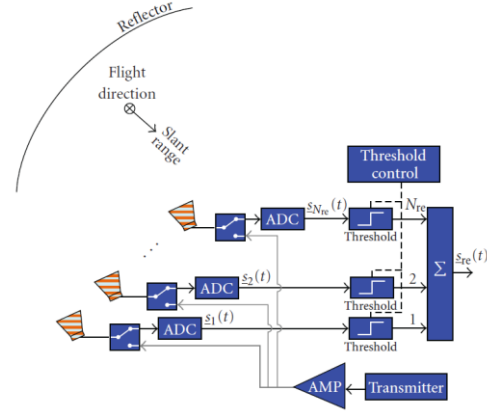 Reflector
Flight
direction
Slant
range
Threshold
control
ADC
s_{N_{re}}(t)
N_{re}
Threshold
ADC
s_2(t)
2
Threshold
Σ
s_{re}(t)
ADC
s_1(t)
1
Threshold
AMP
Transmitter